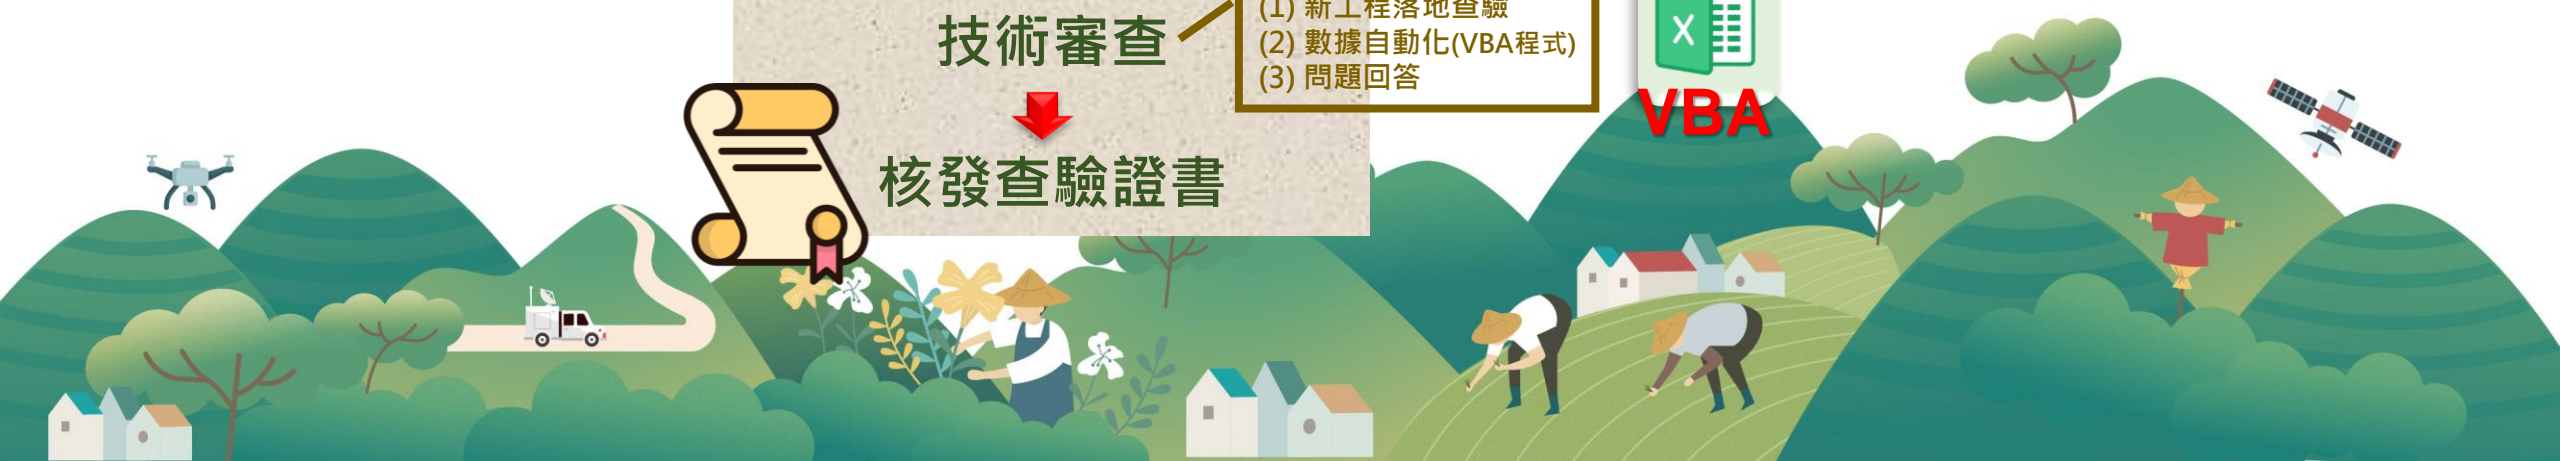 技術審查
(1) 新工程落地查驗
(2) 數據自動化(VBA程式)
(3) 問題回答
X
VBA
核發查驗證書